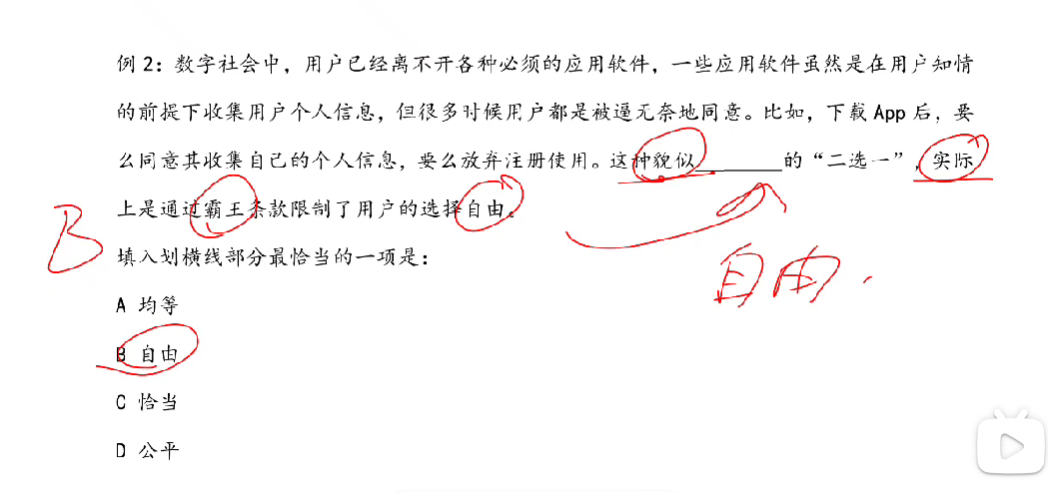 例 2：数字社会中，用户已经离不开各种必须的应用软件，一些应用软件虽然是在用户知情
的前提下收集用户个人信息，但很多时候用户都是被逼无奈地同意。比如，下载 App 后，要
么同意其收集自己的个人信息，要么放弃注册使用。这种貌似______的“二选一”，实际
上是通过霸王条款限制了用户的选择自由。
B
填入划横线部分最恰当的一项是：
自由
A 均等
B 自由
C 恰当
D 公平